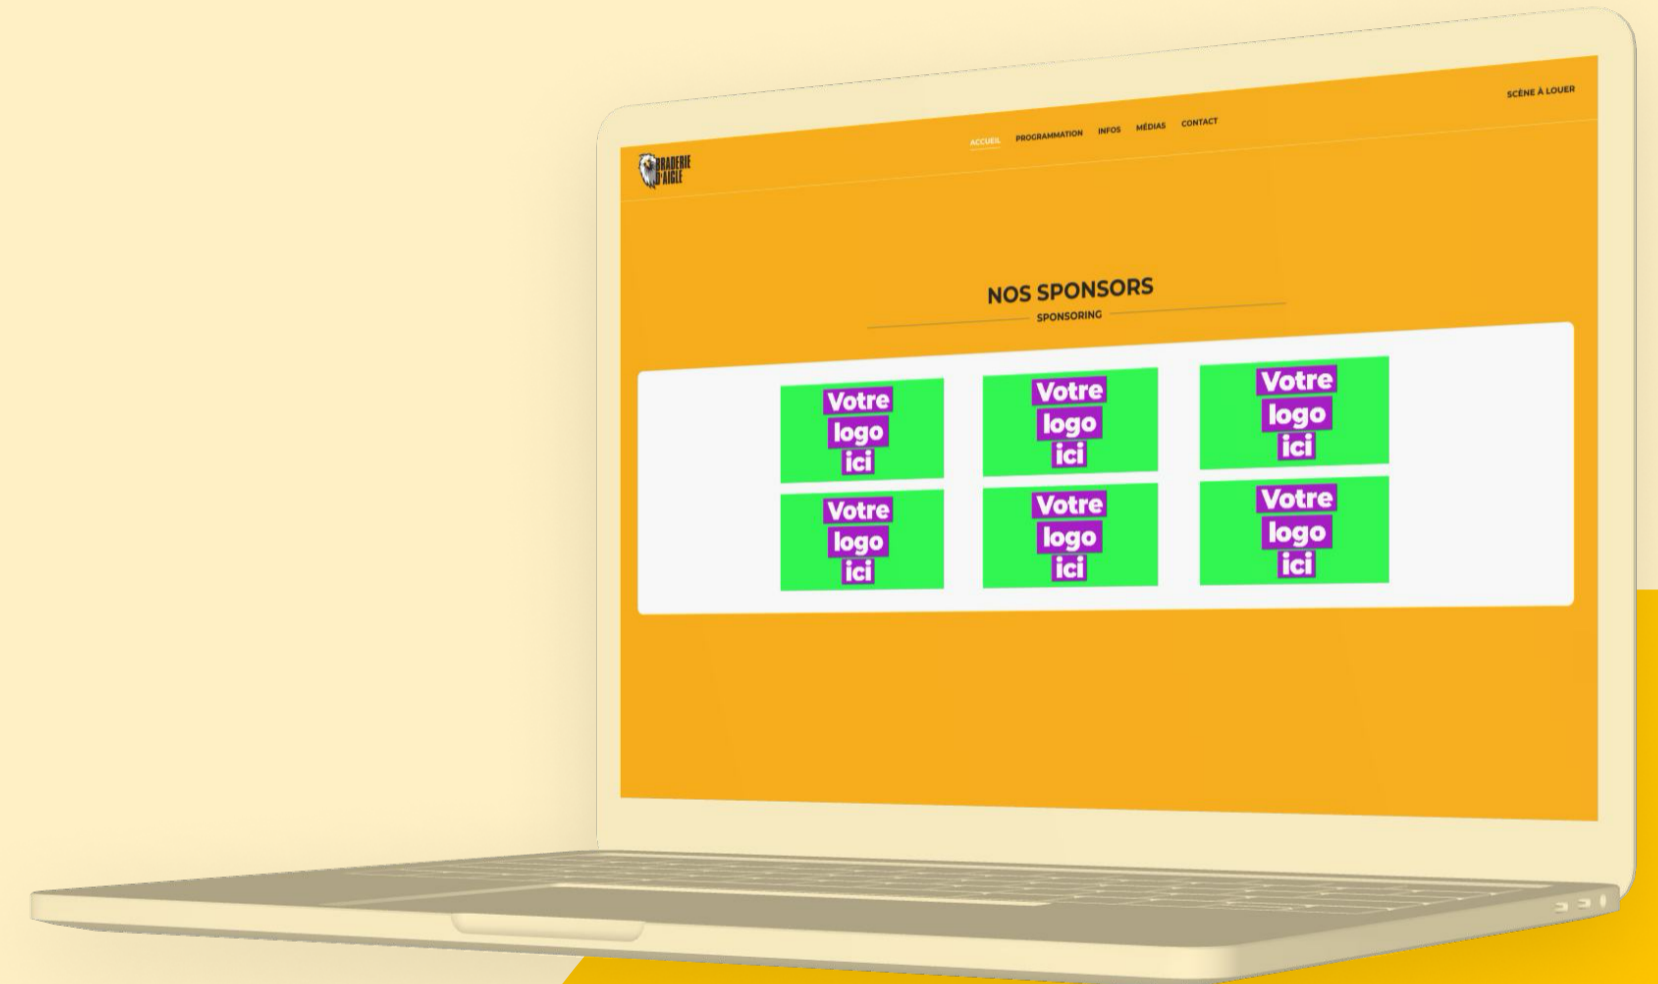 BRADERIE
D'AIGLE
ACCUEIL PROGRAMMATION INFOS MÉDIAS CONTACT
SCÈNE À LOUER
NOS SPONSORS
SPONSORING
Votre
logo
ici
Votre
logo
ici
Votre
logo
ici
Votre
logo
ici
Votre
logo
ici
Votre
logo
ici